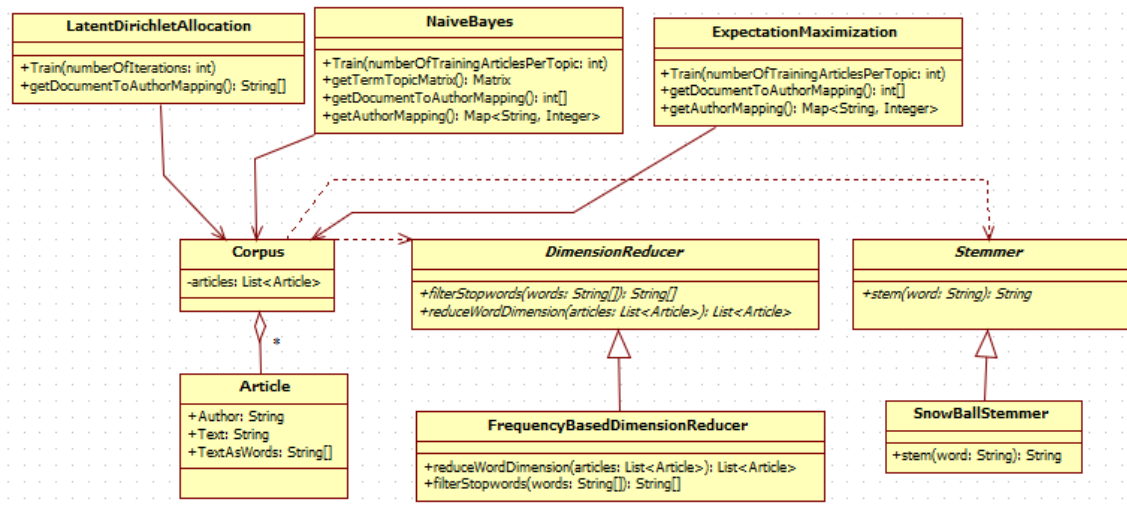 LatentDirichletAllocation
+Train(numberOfIterations: int)
+getDocumentToAuthorMapping(): String[]
NaiveBayes
+Train(numberOfTrainingArticlesPerTopic: int)
+getTermTopicMatrix(): Matrix
+getDocumentToAuthorMapping(): int[]
+getAuthorMapping(): Map<String, Integer>
ExpectationMaximization
+Train(numberOfTrainingArticlesPerTopic: int)
+getDocumentToAuthorMapping(): int[]
+getAuthorMapping(): Map<String, Integer>
Corpus
-articles: List<Article>
DimensionReducer
+filterStopwords(words: String[]): String[]
+reduceWordDimension(articles: List<Article>): List<Article>
Stemmer
+stem(word: String): String
*
Article
+Author: String
+Text: String
+TextAsWords: String[]
FrequencyBasedDimensionReducer
+reduceWordDimension(articles: List<Article>): List<Article>
+filterStopwords(words: String[]): String[]
SnowBallStemmer
+stem(word: String): String